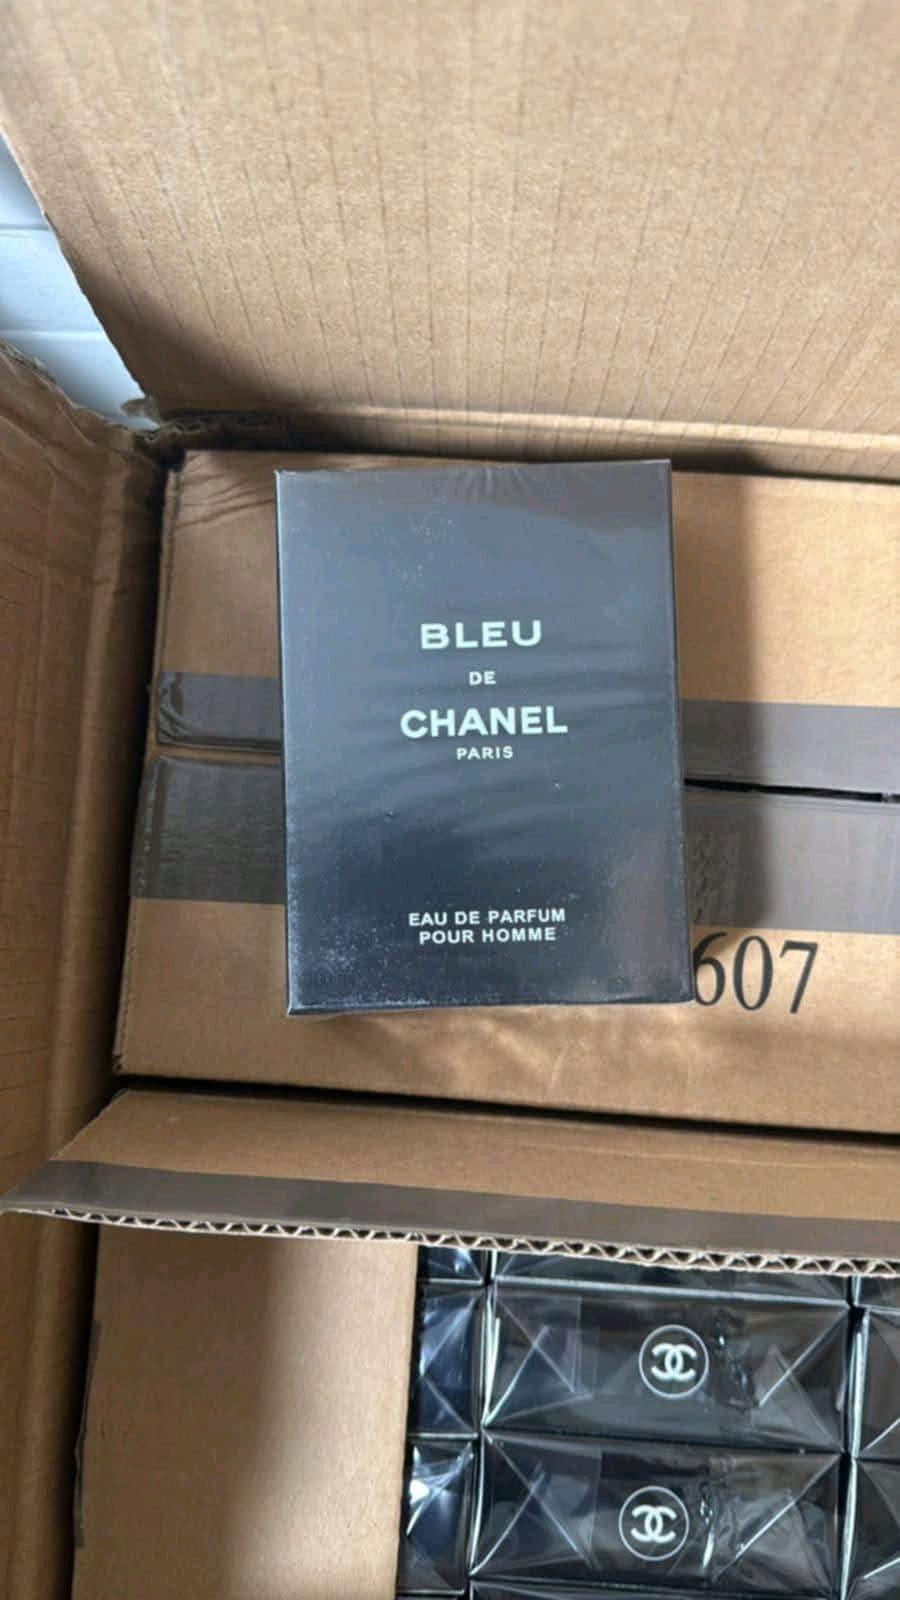 BLEU
DE
CHANEL
PARIS
EAU DE PARFUM
POUR HOMME
607